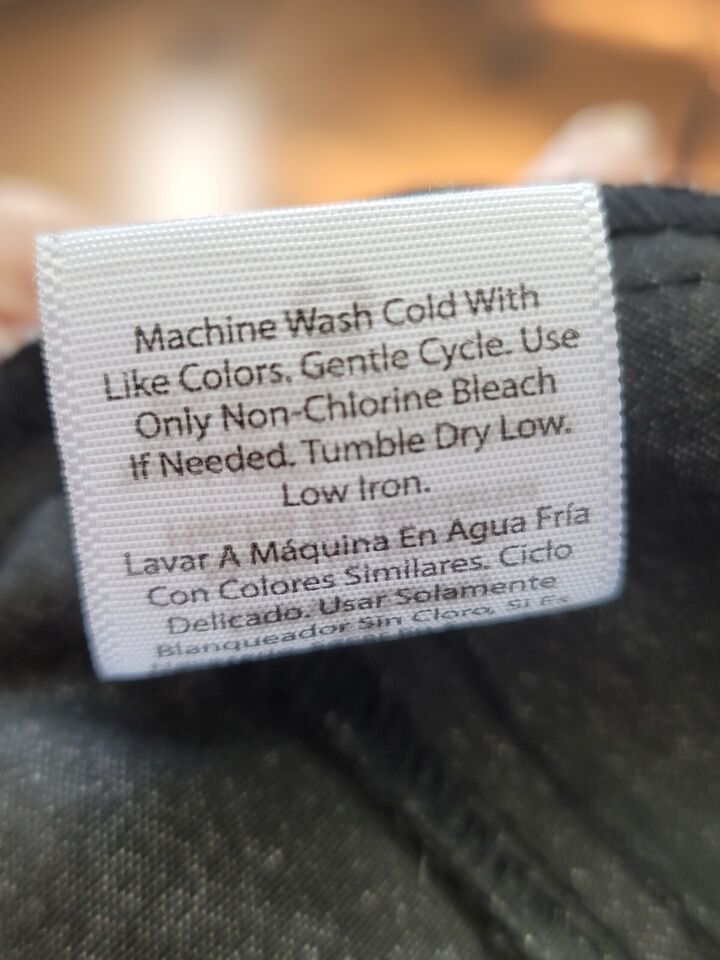 Machine Wash Cold With
Like Colors. Gentle Cycle. Use
Only Non-Chlorine Bleach
If Needed. Tumble Dry Low.
Low Iron.
Lavar A Máquina En Agua Fría
Con Colores Similares. Ciclo
Delicado. Usar Solamente
Blanqueador Sin Cloro, Si Es